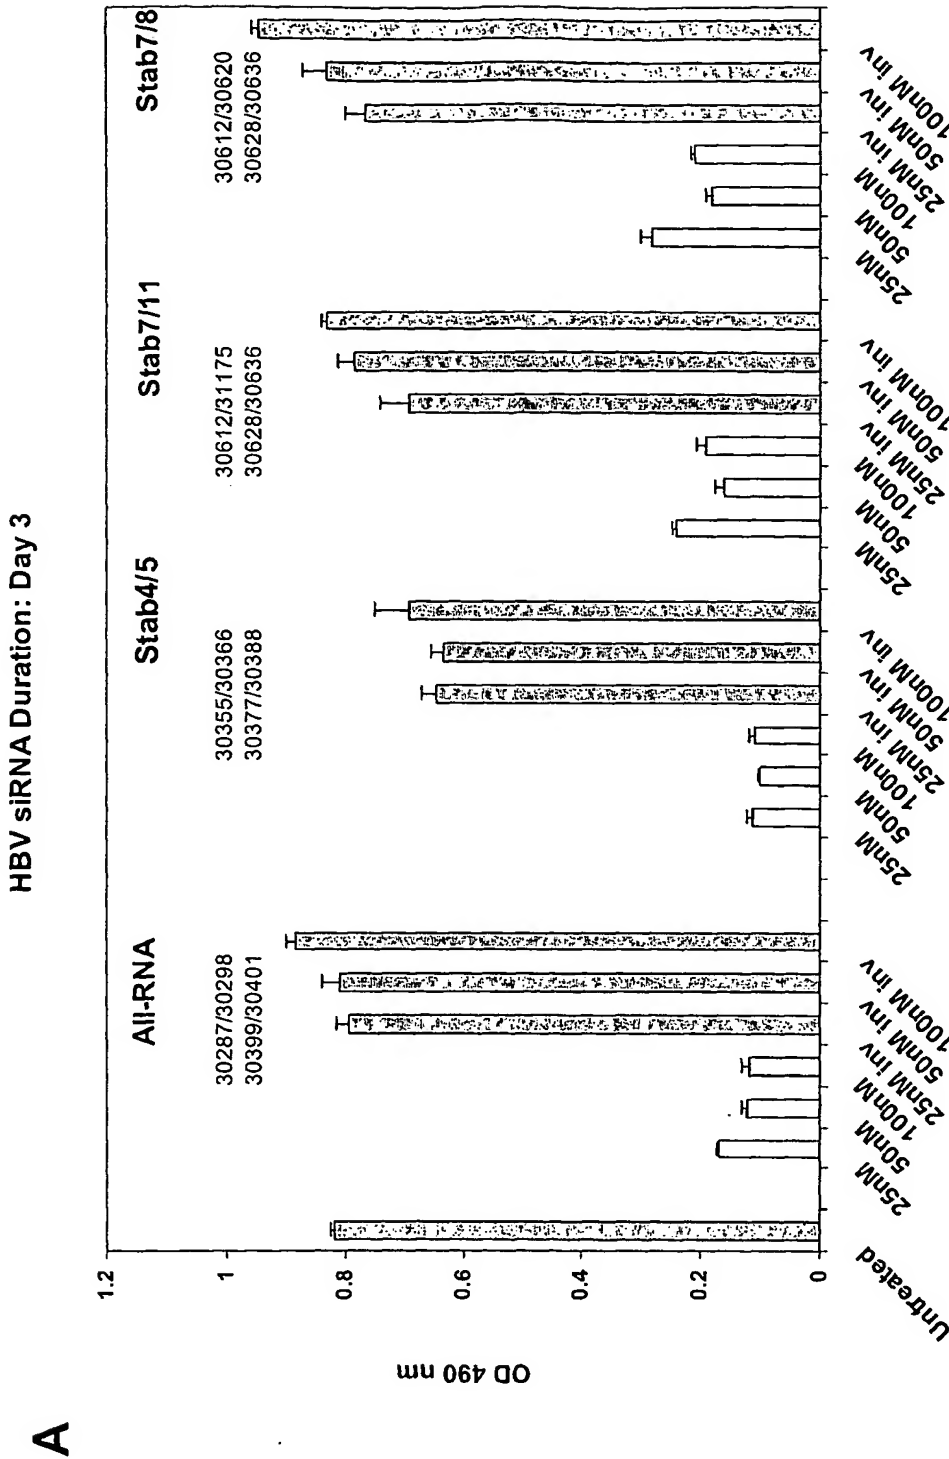 A
HBV siRNA Duration: Day 3
All-RNA
Stab4/5
Stab7/11
Stab7/8
30287/30298
30399/30401
30355/30366
30377/30388
30612/31175
30628/30636
30612/30620
30628/30636
OD 490 nm
1.2
1
0.8
0.6
0.4
0.2
0
Untreated
25nM
50nM
100nM
25nM inv
50nM inv
100nM inv
25nM
50nM
100nM
25nM inv
50nM inv
100nM inv
25nM
50nM
100nM
25nM inv
50nM inv
100nM inv
25nM
50nM
100nM
25nM inv
50nM inv
100nM inv